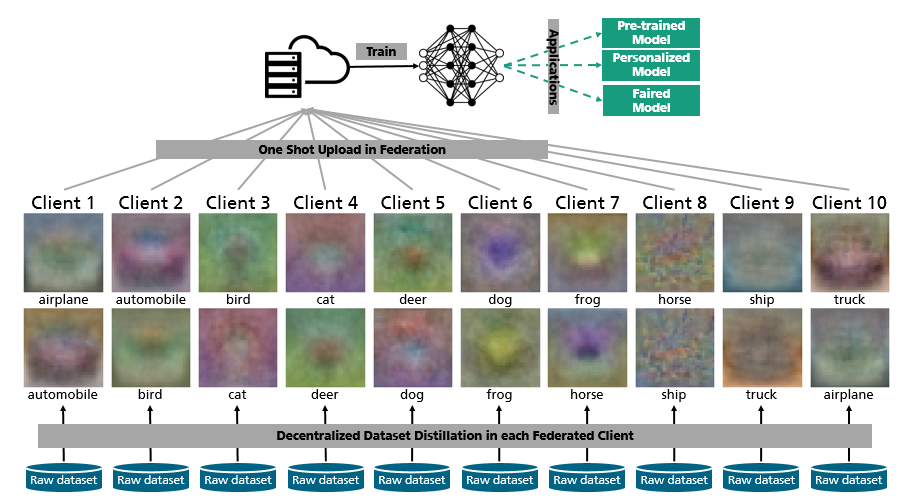 Train
Applications
Pre-trained
Model
Personalized
Model
Faired
Model
One Shot Upload in Federation
Client 1 Client 2 Client 3 Client 4 Client 5 Client 6 Client 7 Client 8 Client 9 Client 10
airplane automobile bird cat deer dog frog horse ship truck
automobile bird cat deer dog frog horse ship truck airplane
Decentralized Dataset Distillation in each Federated Client
Raw dataset Raw dataset Raw dataset Raw dataset Raw dataset Raw dataset Raw dataset Raw dataset Raw dataset Raw dataset